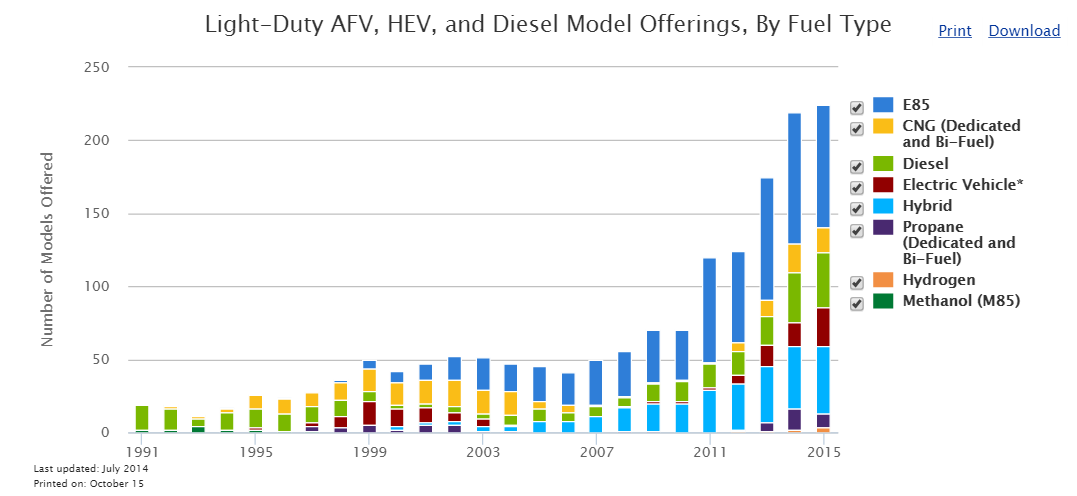 Light-Duty AFV, HEV, and Diesel Model Offerings, By Fuel Type
Print Download
Number of Models Offered
250
200
150
100
50
0
1991 1995 1999 2003 2007 2011 2015
E85
CNG (Dedicated
and Bi-Fuel)
Diesel
Electric Vehicle*
Hybrid
Propane
(Dedicated and
Bi-Fuel)
Hydrogen
Methanol (M85)
Last updated: July 2014
Printed on: October 15